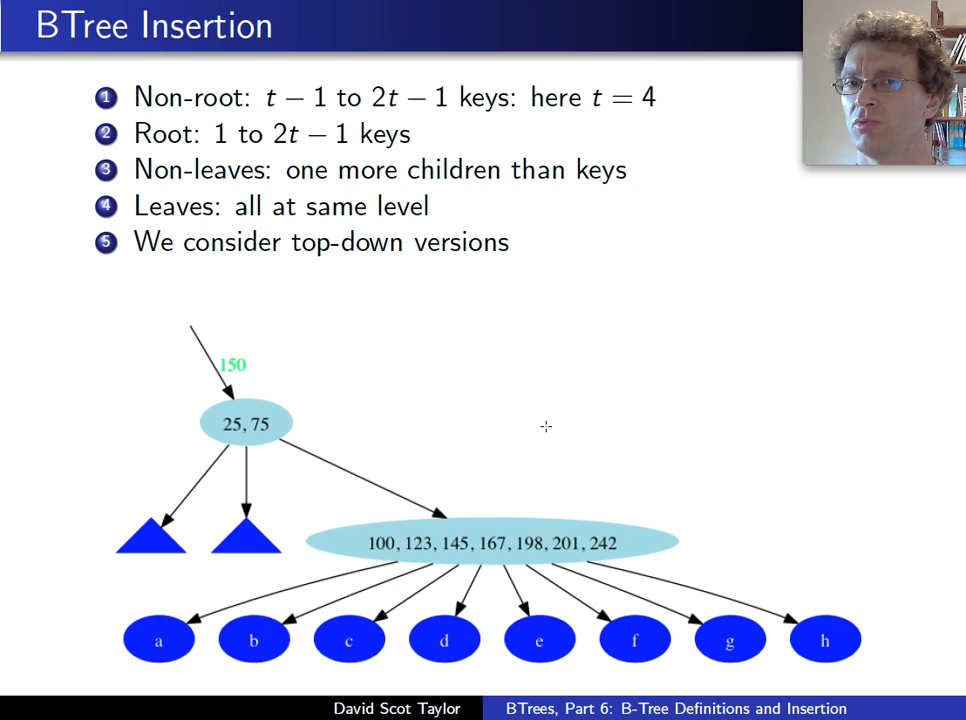 BTree Insertion
1 Non-root: t − 1 to 2t − 1 keys: here t = 4
2 Root: 1 to 2t − 1 keys
3 Non-leaves: one more children than keys
4 Leaves: all at same level
5 We consider top-down versions
150
25, 75
100, 123, 145, 167, 198, 201, 242
a b c d e f g h
David Scot Taylor BTrees, Part 6: B-Tree Definitions and Insertion